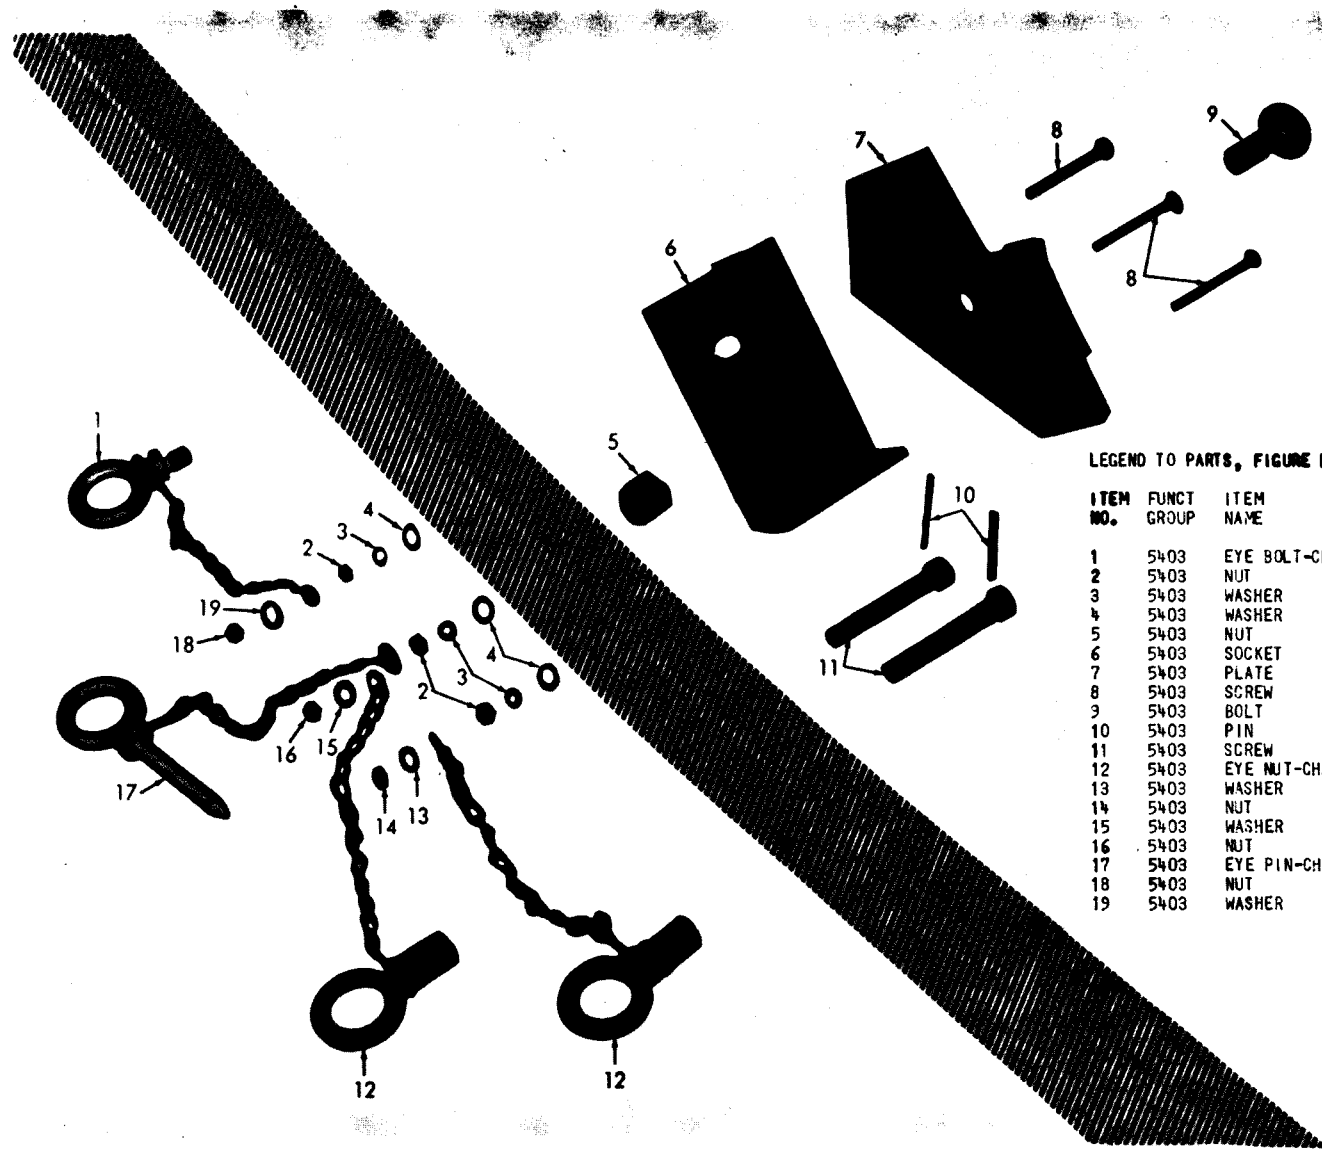 9
8
7
6
8
1
5
LEGEND TO PARTS, FIGURE
ITEM FUNCT ITEM
NO. GROUP NAME
1 5403 EYE BOLT-C
2 5403 NUT
3 5403 WASHER
4 5403 WASHER
5 5403 NUT
6 5403 SOCKET
7 5403 PLATE
8 5403 SCREW
9 5403 BOLT
10 5403 PIN
11 5403 SCREW
12 5403 EYE NUT-CH
13 5403 WASHER
14 5403 NUT
15 5403 WASHER
16 5403 NUT
17 5403 EYE PIN-CH
18 5403 NUT
19 5403 WASHER
10
4
3
2
19
18
4
3
11
2
16
15
17
14
13
12
12